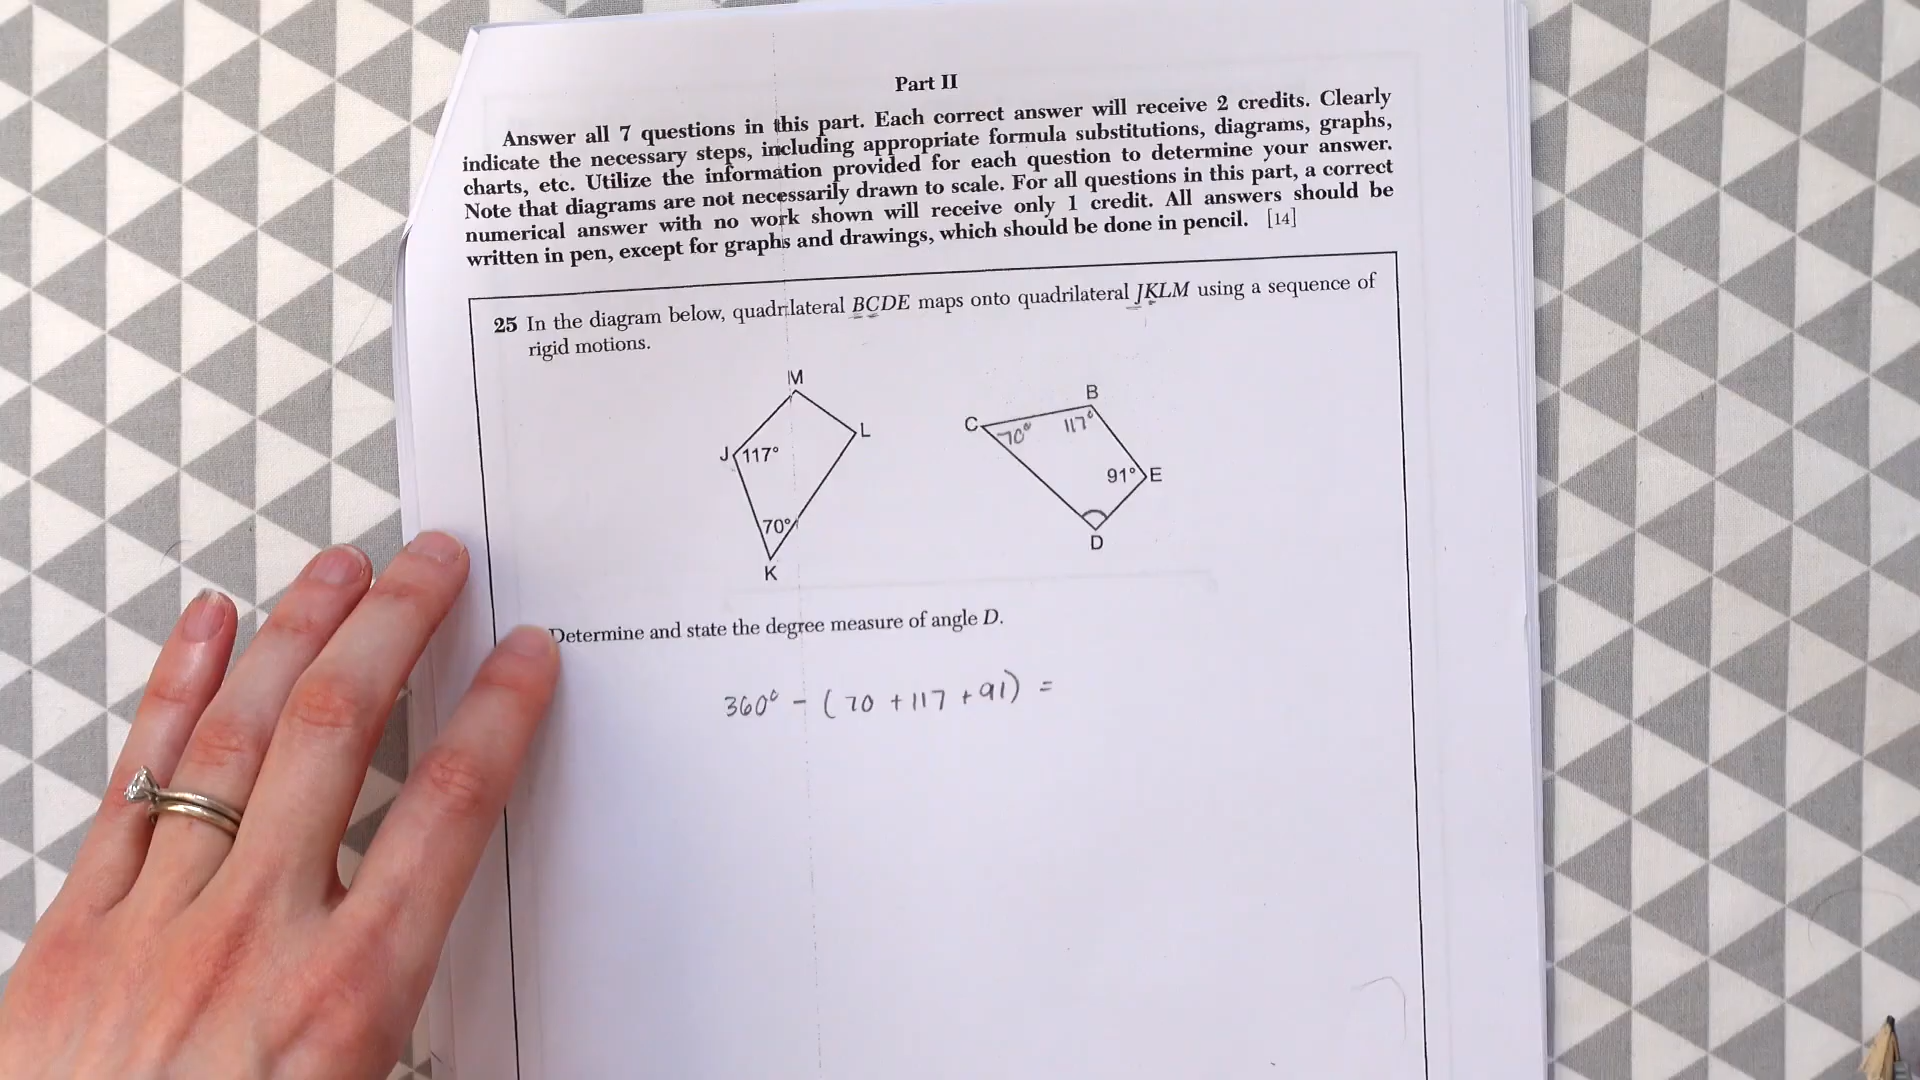 Part II
Answer all 7 questions in this part. Each correct answer will receive 2 credits. Clearly
indicate the necessary steps, including appropriate formula substitutions, diagrams, graphs,
charts, etc. Utilize the information provided for each question to determine your answer.
Note that diagrams are not necessarily drawn to scale. For all questions in this part, a correct
numerical answer with no work shown will receive only 1 credit. All answers should be
written in pen, except for graphs and drawings, which should be done in pencil. [14]
25 In the diagram below, quadrilateral BCDE maps onto quadrilateral JKLM using a sequence of
rigid motions.
M
L
J 117°
70°
K
B
C 70° 117°
91° E
D
Determine and state the degree measure of angle D.
360° - (70 + 117 + 91) =